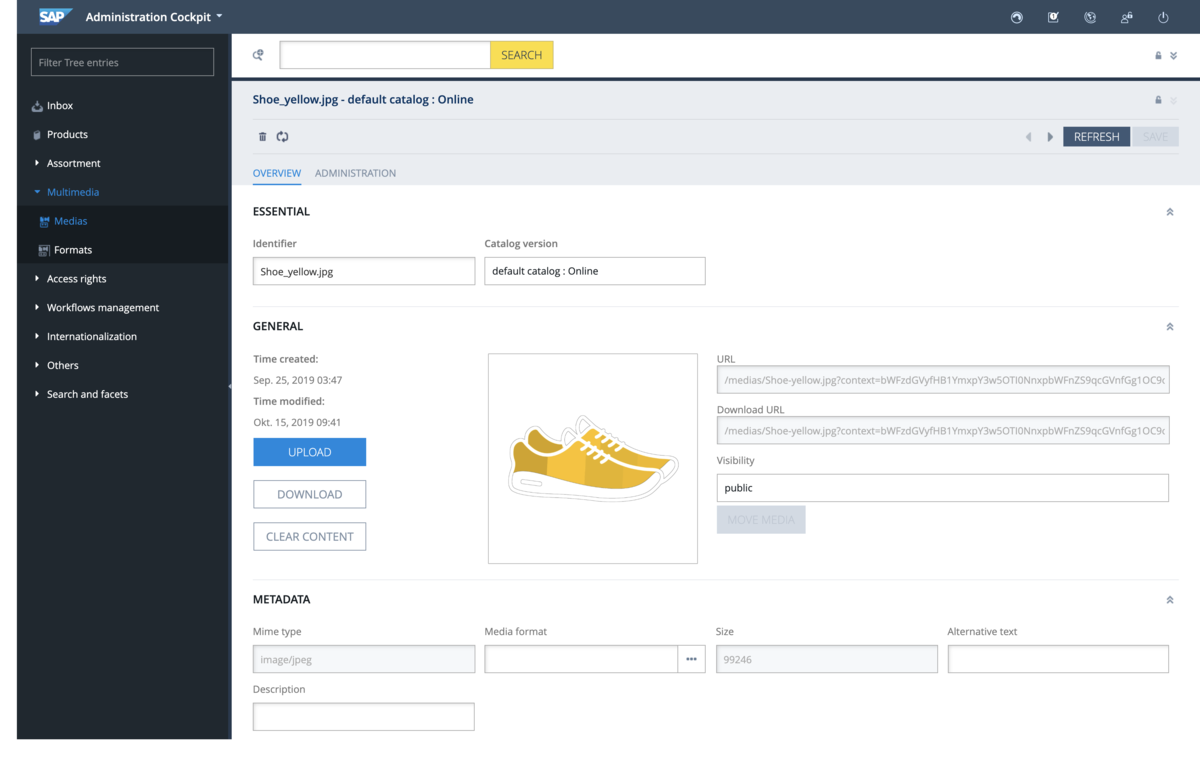 SAP Administration Cockpit
Filter Tree entries
Inbox
Products
Assortment
Multimedia
Medias
Formats
Access rights
Workflows management
Internationalization
Others
Search and facets
SEARCH
Shoe_yellow.jpg - default catalog : Online
REFRESH SAVE
OVERVIEW ADMINISTRATION
ESSENTIAL
Identifier Catalog version
Shoe_yellow.jpg default catalog : Online
GENERAL
Time created:
Sep. 25, 2019 03:47
Time modified:
Okt. 15, 2019 09:41
UPLOAD
DOWNLOAD
CLEAR CONTENT
URL
/medias/Shoe-yellow.jpg?context=bWFzdGVyfHB1YmxpY3w5OTI0NnxpbWFnZS9qcGVnfGg1OC9
Download URL
/medias/Shoe-yellow.jpg?context=bWFzdGVyfHB1YmxpY3w5OTI0NnxpbWFnZS9qcGVnfGg1OC9
Visibility
public
MOVE MEDIA
METADATA
Mime type Media format Size Alternative text
image/jpeg 99246
Description